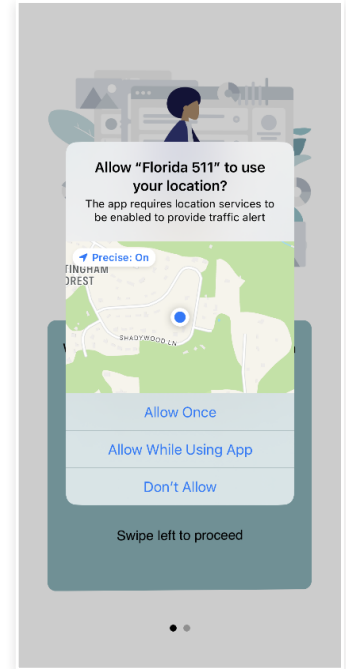 Allow “Florida 511” to use
your location?
The app requires location services to
be enabled to provide traffic alert
Precise: On
TINGHAM
OREST
SHADYWOOD LN
Allow Once
Allow While Using App
Don’t Allow
Swipe left to proceed